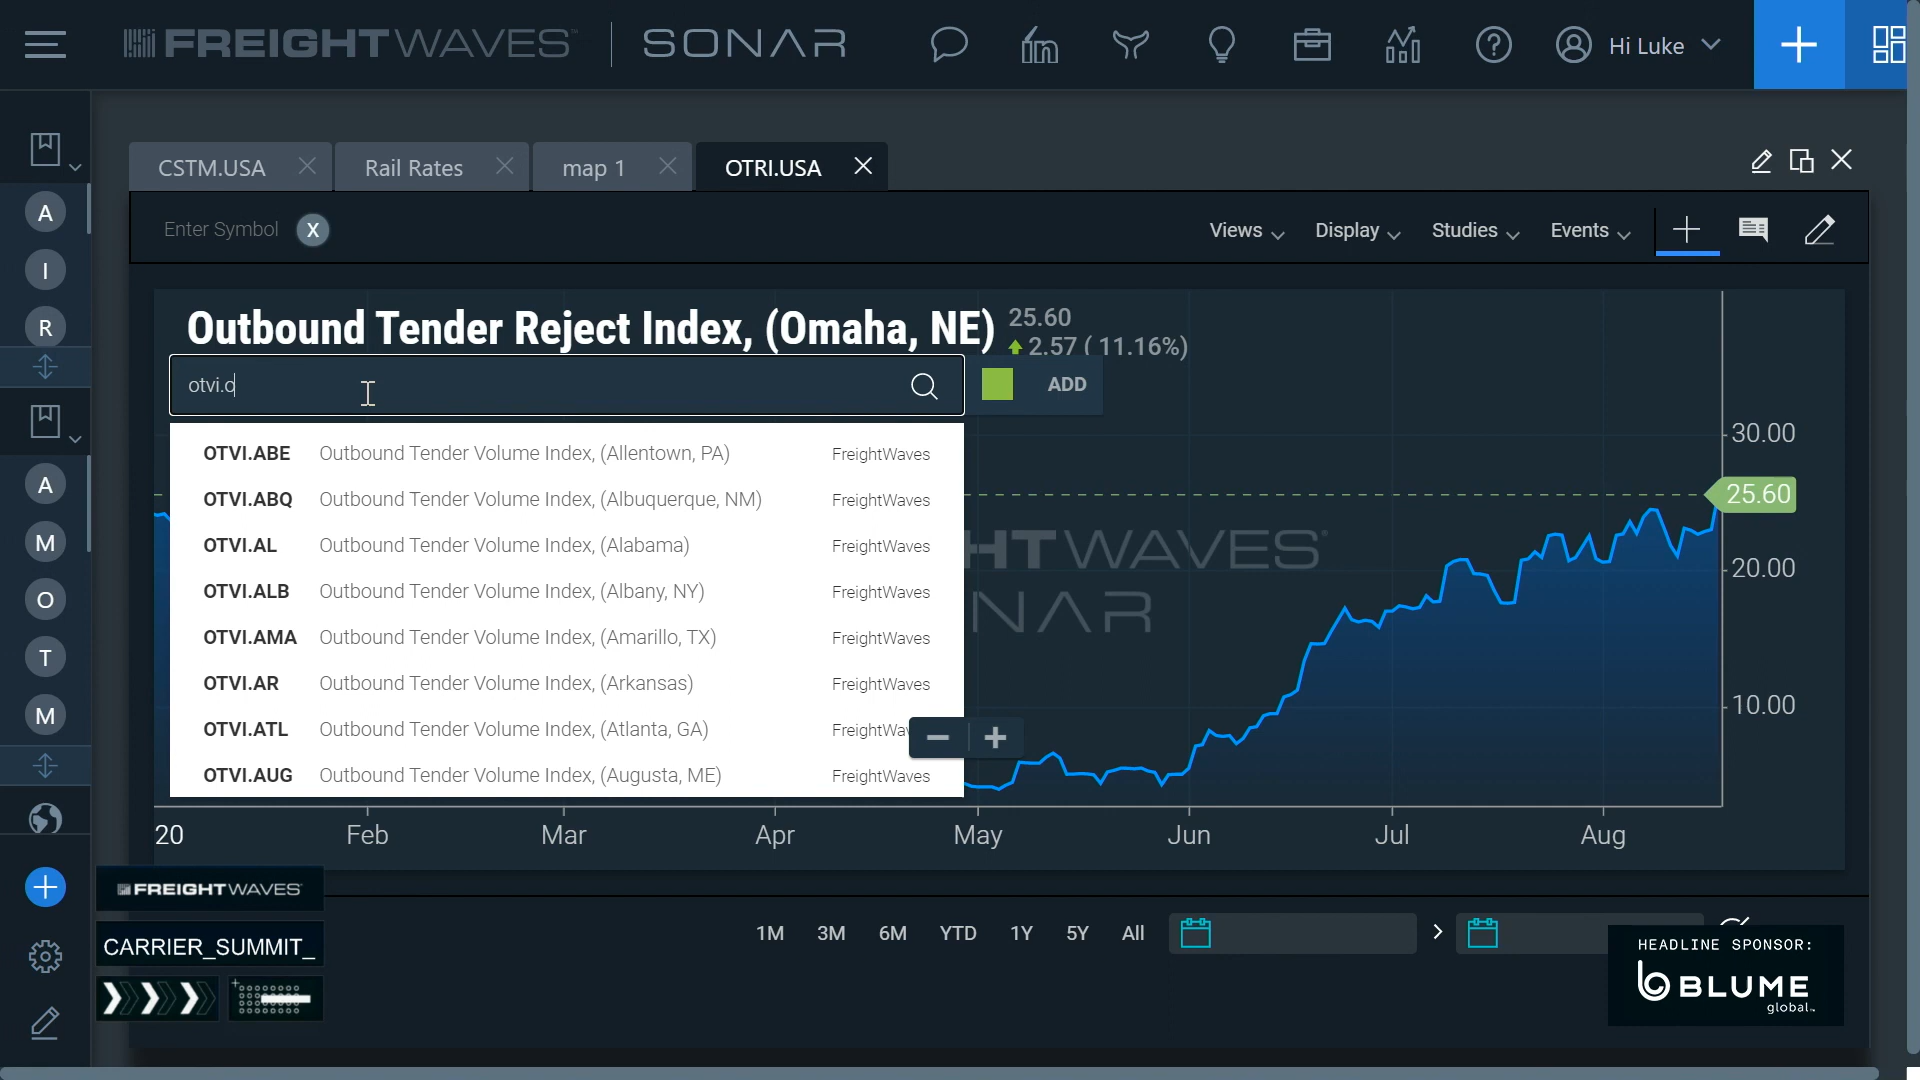 FREIGHTWAVES SONAR
Hi Luke
CSTM.USA
Rail Rates
map 1
OTRI.USA
Enter Symbol
X
Views
Display
Studies
Events
A
I
R
A
M
O
T
M
Outbound Tender Reject Index, (Omaha, NE)
25.60
2.57 ( 11.16%)
otvi.o
ADD
OTVI.ABE Outbound Tender Volume Index, (Allentown, PA) FreightWaves
OTVI.ABQ Outbound Tender Volume Index, (Albuquerque, NM) FreightWaves
OTVI.AL Outbound Tender Volume Index, (Alabama) FreightWaves
OTVI.ALB Outbound Tender Volume Index, (Albany, NY) FreightWaves
OTVI.AMA Outbound Tender Volume Index, (Amarillo, TX) FreightWaves
OTVI.AR Outbound Tender Volume Index, (Arkansas) FreightWaves
OTVI.ATL Outbound Tender Volume Index, (Atlanta, GA) FreightWav
OTVI.AUG Outbound Tender Volume Index, (Augusta, ME) FreightWaves
HTWAVES
NAR
30.00
25.60
20.00
10.00
20 Feb Mar Apr May Jun Jul Aug
FREIGHTWAVES
CARRIER_SUMMIT_
1M 3M 6M YTD 1Y 5Y All
HEADLINE SPONSOR:
BLUME
global™